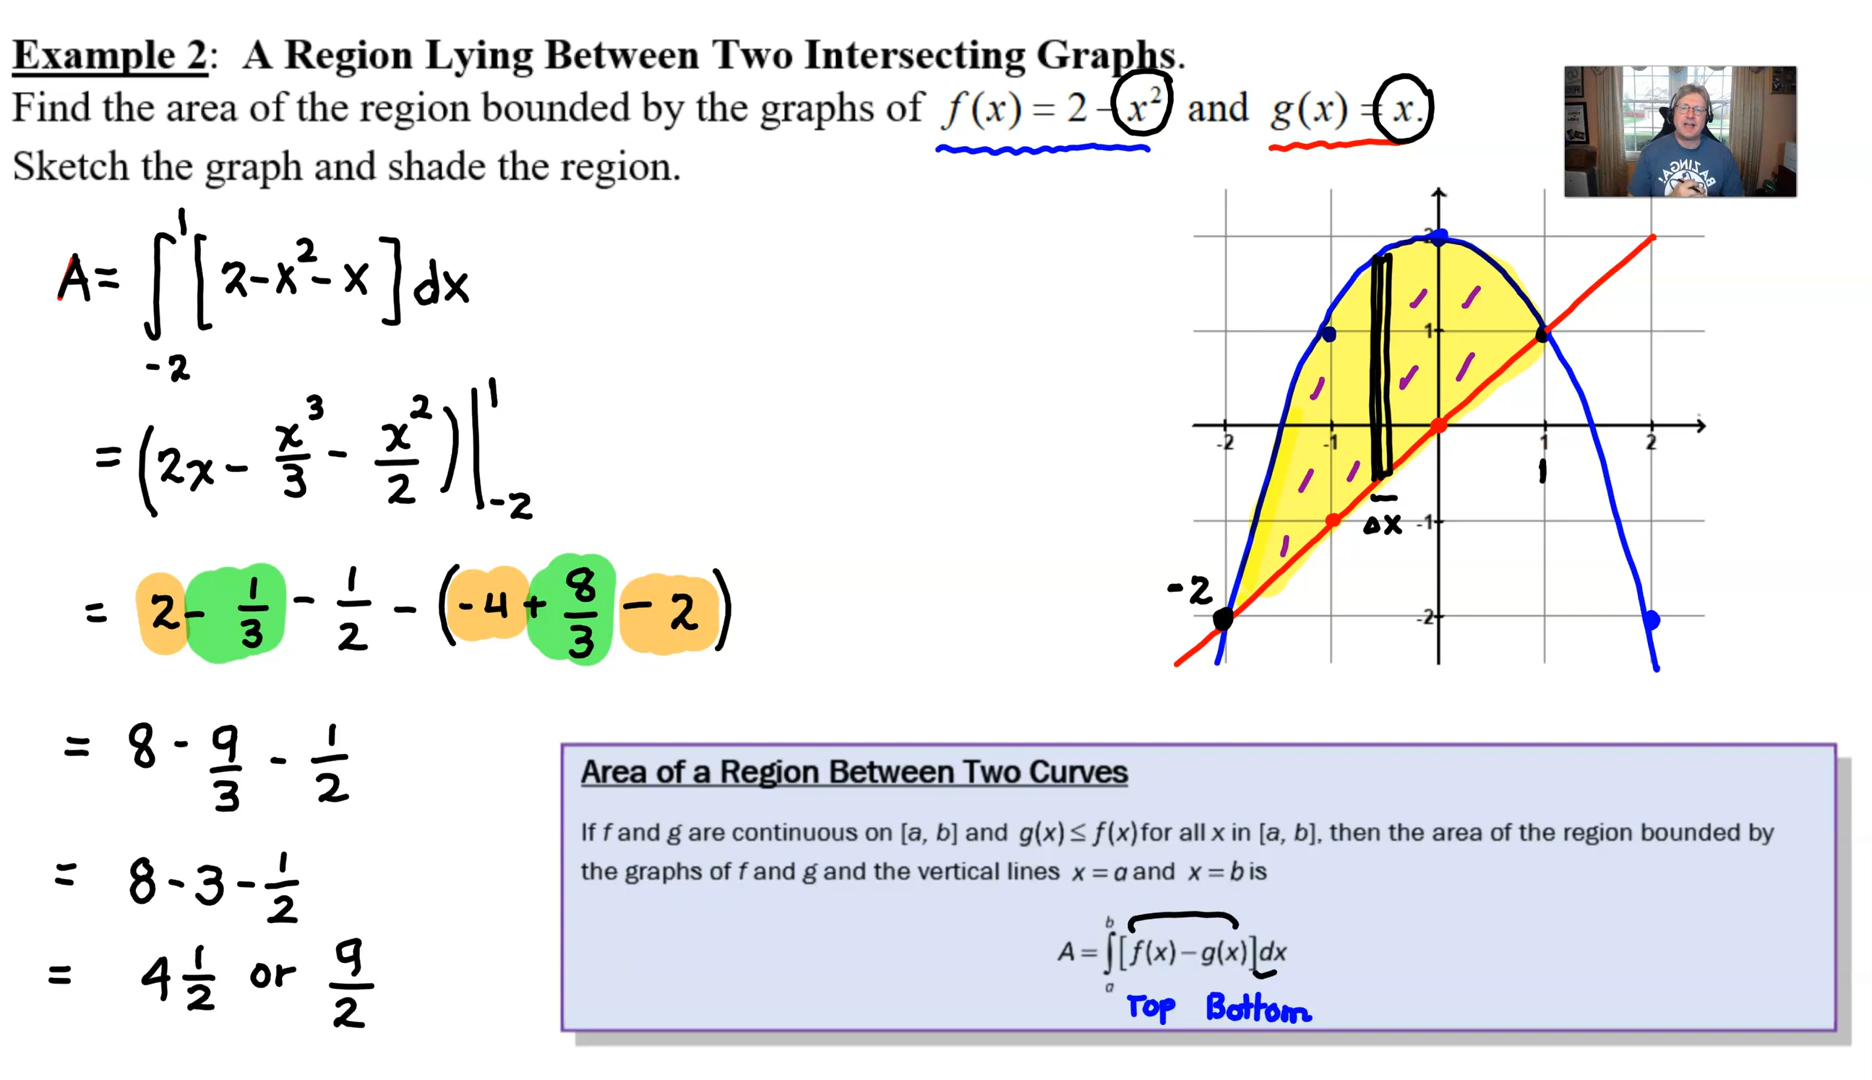 Example 2: A Region Lying Between Two Intersecting Graphs.
Find the area of the region bounded by the graphs of f(x) = 2 - x² and g(x) = x.
Sketch the graph and shade the region.
A = ∫₋₂¹ [2 - x² - x] dx
= (2x - x³/3 - x²/2) |₋₂¹
= 2 - 1/3 - 1/2 - (-4 + 8/3 - 2)
= 8 - 9/3 - 1/2
= 8 - 3 - 1/2
= 4 1/2 or 9/2
2
1
-2 -1 1 2
1
Δx -1
-2
-2
Area of a Region Between Two Curves
If f and g are continuous on [a, b] and g(x) ≤ f(x) for all x in [a, b], then the area of the region bounded by
the graphs of f and g and the vertical lines x = a and x = b is
A = ∫ₐᵇ [f(x) - g(x)] dx
Top Bottom
BAZINGA!